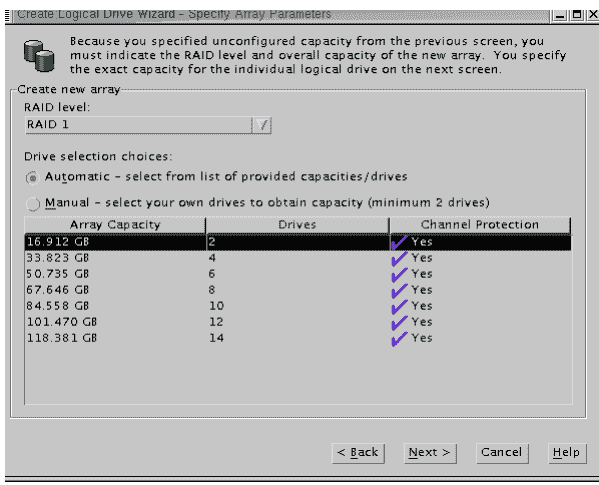 Create Logical Drive Wizard - Specify Array Parameters
Because you specified unconfigured capacity from the previous screen, you
must indicate the RAID level and overall capacity of the new array. You specify
the exact capacity for the individual logical drive on the next screen.
Create new array
RAID level:
RAID 1
Drive selection choices:
Automatic - select from list of provided capacities/drives
Manual - select your own drives to obtain capacity (minimum 2 drives)
Array Capacity Drives Channel Protection
16.912 GB 2 Yes
33.823 GB 4 Yes
50.735 GB 6 Yes
67.646 GB 8 Yes
84.558 GB 10 Yes
101.470 GB 12 Yes
118.381 GB 14 Yes
< Back Next > Cancel Help